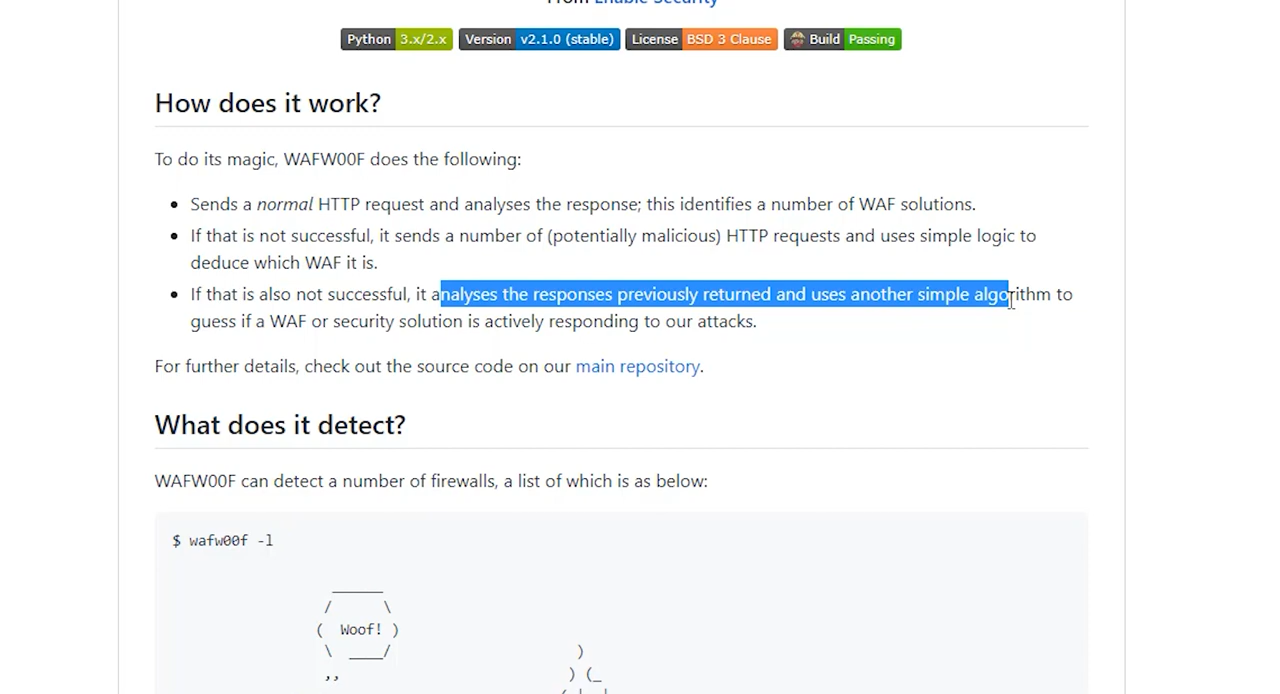 From Enable Security
Python 3.x/2.x Version v2.1.0 (stable) License BSD 3 Clause Build Passing
How does it work?
To do its magic, WAFW00F does the following:
Sends a normal HTTP request and analyses the response; this identifies a number of WAF solutions.
If that is not successful, it sends a number of (potentially malicious) HTTP requests and uses simple logic to
deduce which WAF it is.
If that is also not successful, it analyses the responses previously returned and uses another simple algorithm to
guess if a WAF or security solution is actively responding to our attacks.
For further details, check out the source code on our main repository.
What does it detect?
WAFW00F can detect a number of firewalls, a list of which is as below:
$ wafw00f -l
( Woof! )